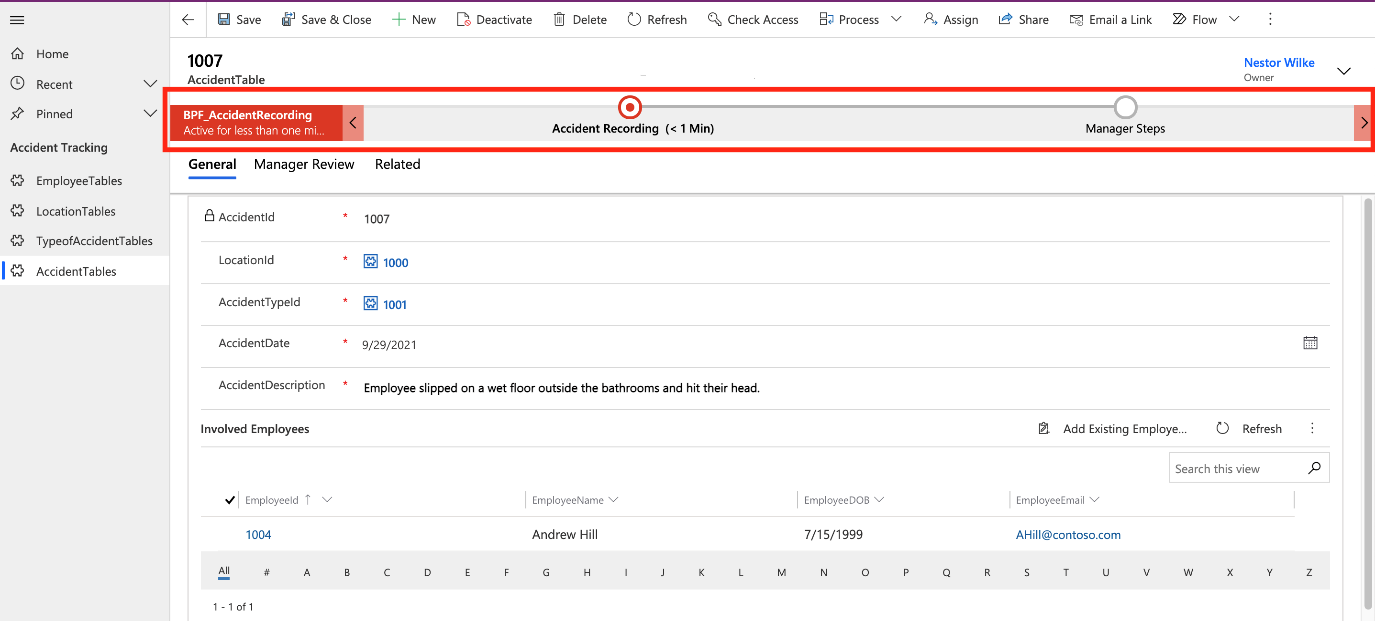 Save
Save & Close
New
Deactivate
Delete
Refresh
Check Access
Process
Assign
Share
Email a Link
Flow
Home
Recent
Pinned
Accident Tracking
EmployeeTables
LocationTables
TypeofAccidentTables
AccidentTables
1007
AccidentTable
Nestor Wilke
Owner
BPF_AccidentRecording
Active for less than one mi...
Accident Recording (< 1 Min)
Manager Steps
General Manager Review Related
AccidentId * 1007
LocationId * 1000
AccidentTypeId * 1001
AccidentDate * 9/29/2021
AccidentDescription * Employee slipped on a wet floor outside the bathrooms and hit their head.
Involved Employees
Add Existing Employe...
Refresh
Search this view
EmployeeId ↑ EmployeeName EmployeeDOB EmployeeEmail
1004 Andrew Hill 7/15/1999 AHill@contoso.com
All # A B C D E F G H I J K L M N O P Q R S T U V W X Y Z
1 - 1 of 1